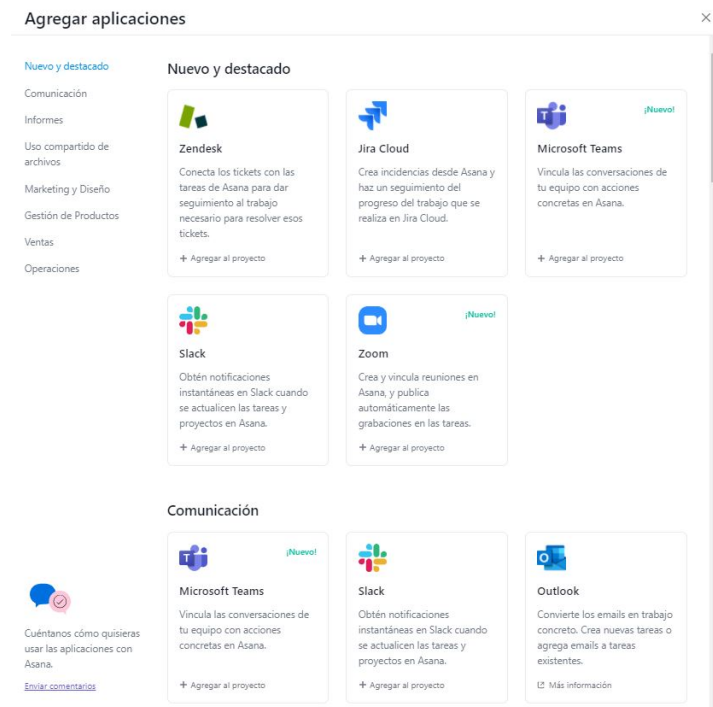 Agregar aplicaciones
Nuevo y destacado
Comunicación
Informes
Uso compartido de
archivos
Marketing y Diseño
Gestión de Productos
Ventas
Operaciones
Nuevo y destacado
Zendesk
Conecta los tickets con las
tareas de Asana para dar
seguimiento al trabajo
necesario para resolver esos
tickets.
+ Agregar al proyecto
Jira Cloud
Crea incidencias desde Asana y
haz un seguimiento del
progreso del trabajo que se
realiza en Jira Cloud.
+ Agregar al proyecto
¡Nuevo!
Microsoft Teams
Vincula las conversaciones de
tu equipo con acciones
concretas en Asana.
+ Agregar al proyecto
Slack
Obtén notificaciones
instantáneas en Slack cuando
se actualicen las tareas y
proyectos en Asana.
+ Agregar al proyecto
¡Nuevo!
Zoom
Crea y vincula reuniones en
Asana, y publica
automáticamente las
grabaciones en las tareas.
+ Agregar al proyecto
Comunicación
¡Nuevo!
Microsoft Teams
Vincula las conversaciones de
tu equipo con acciones
concretas en Asana.
+ Agregar al proyecto
Slack
Obtén notificaciones
instantáneas en Slack cuando
se actualicen las tareas y
proyectos en Asana.
+ Agregar al proyecto
Outlook
Convierte los emails en trabajo
concreto. Crea nuevas tareas o
agrega emails a tareas
existentes.
Más información
Cuéntanos cómo quisieras
usar las aplicaciones con
Asana.
Enviar comentarios